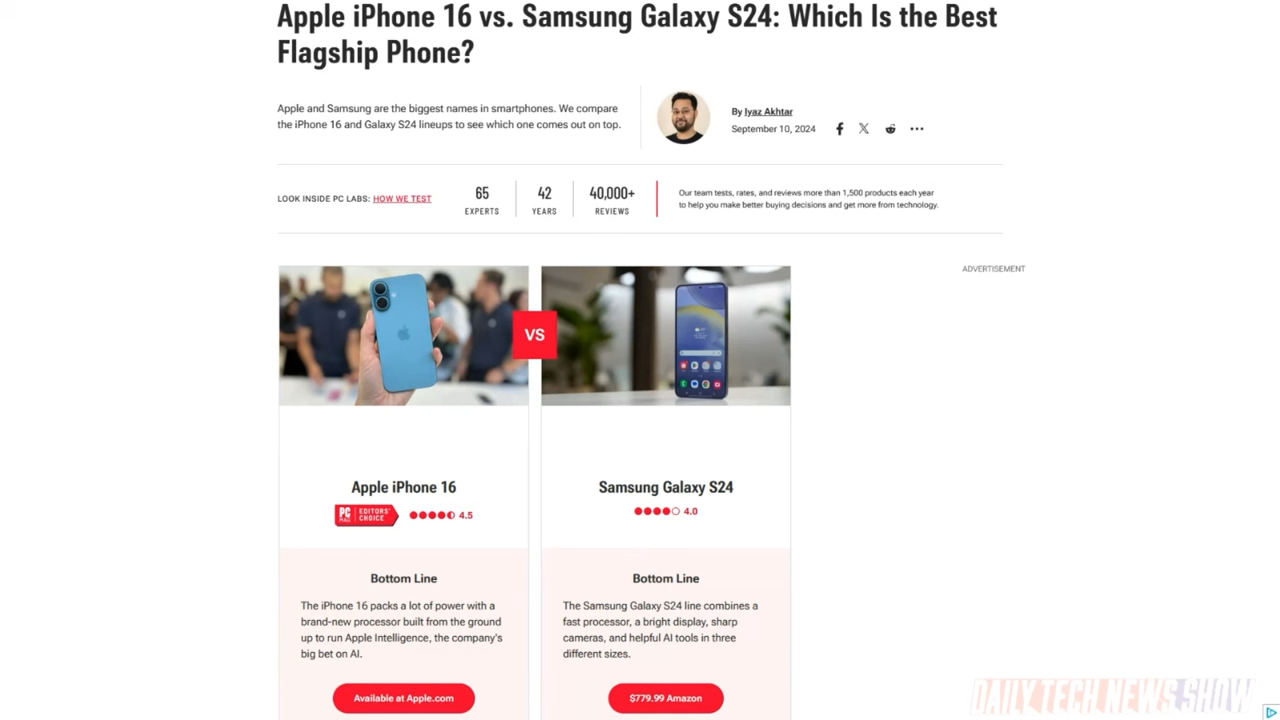 Apple iPhone 16 vs. Samsung Galaxy S24: Which Is the Best
Flagship Phone?
Apple and Samsung are the biggest names in smartphones. We compare
the iPhone 16 and Galaxy S24 lineups to see which one comes out on top.
By Iyaz Akhtar
September 10, 2024
LOOK INSIDE PC LABS: HOW WE TEST
65
EXPERTS
42
YEARS
40,000+
REVIEWS
Our team tests, rates, and reviews more than 1,500 products each year
to help you make better buying decisions and get more from technology.
ADVERTISEMENT
VS
Apple iPhone 16
PC
EDITORS'
CHOICE
4.5
Samsung Galaxy S24
4.0
Bottom Line
The iPhone 16 packs a lot of power with a
brand-new processor built from the ground
up to run Apple Intelligence, the company's
big bet on AI.
Available at Apple.com
Bottom Line
The Samsung Galaxy S24 line combines a
fast processor, a bright display, sharp
cameras, and helpful AI tools in three
different sizes.
$779.99 Amazon
DAILY TECH NEWS SHOW